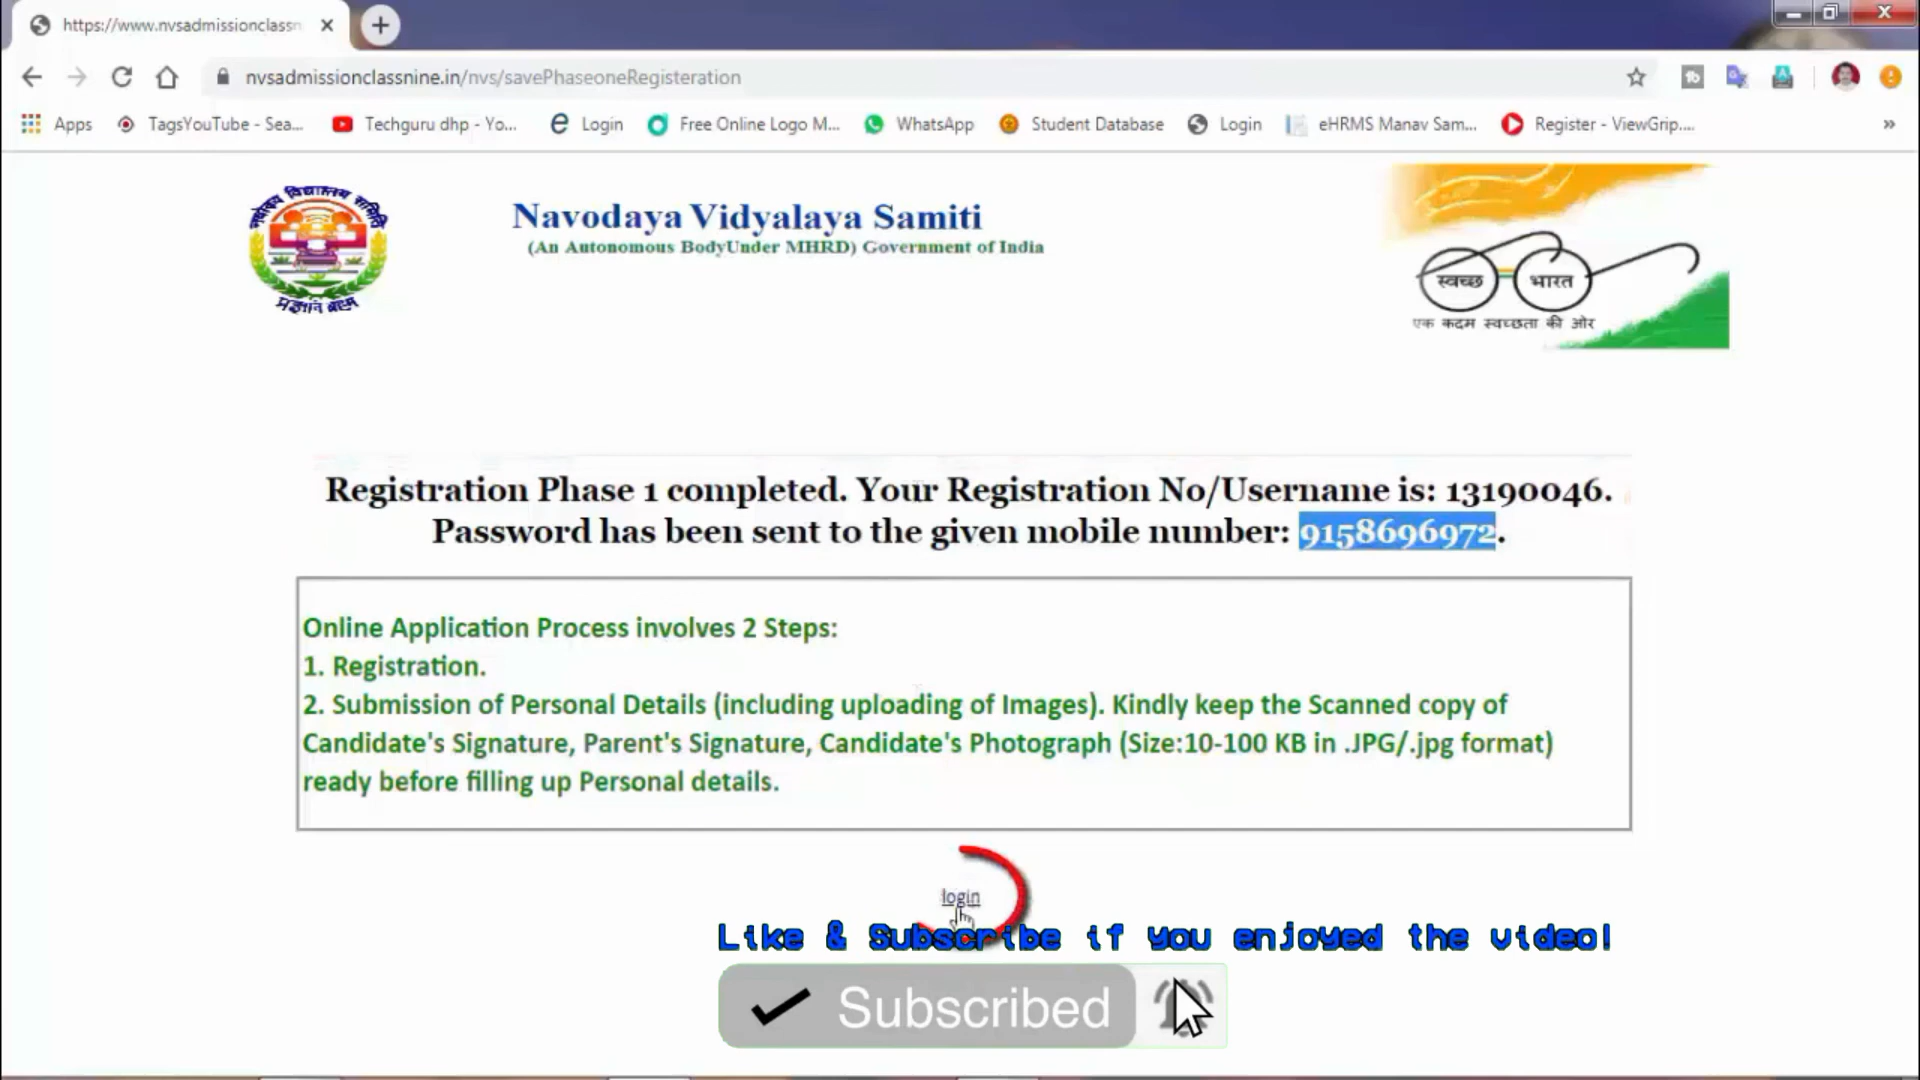 https://www.nvsadmissionclassn
nvsadmissionclassnine.in/nvs/savePhaseoneRegisteration
Apps TagsYouTube - Sea... Techguru dhp - Yo... Login Free Online Logo M... WhatsApp Student Database Login eHRMS Manav Sam... Register - ViewGrip.... »
नवोदय विद्यालय समिति
प्रज्ञानं ब्रह्म
Navodaya Vidyalaya Samiti
(An Autonomous BodyUnder MHRD) Government of India
स्वच्छ भारत
एक कदम स्वच्छता की ओर
Registration Phase 1 completed. Your Registration No/Username is: 13190046.
Password has been sent to the given mobile number: 9158696972.
Online Application Process involves 2 Steps:
1. Registration.
2. Submission of Personal Details (including uploading of Images). Kindly keep the Scanned copy of
Candidate's Signature, Parent's Signature, Candidate's Photograph (Size:10-100 KB in .JPG/.jpg format)
ready before filling up Personal details.
login
Like & Subscribe if you enjoyed the video!
Subscribed